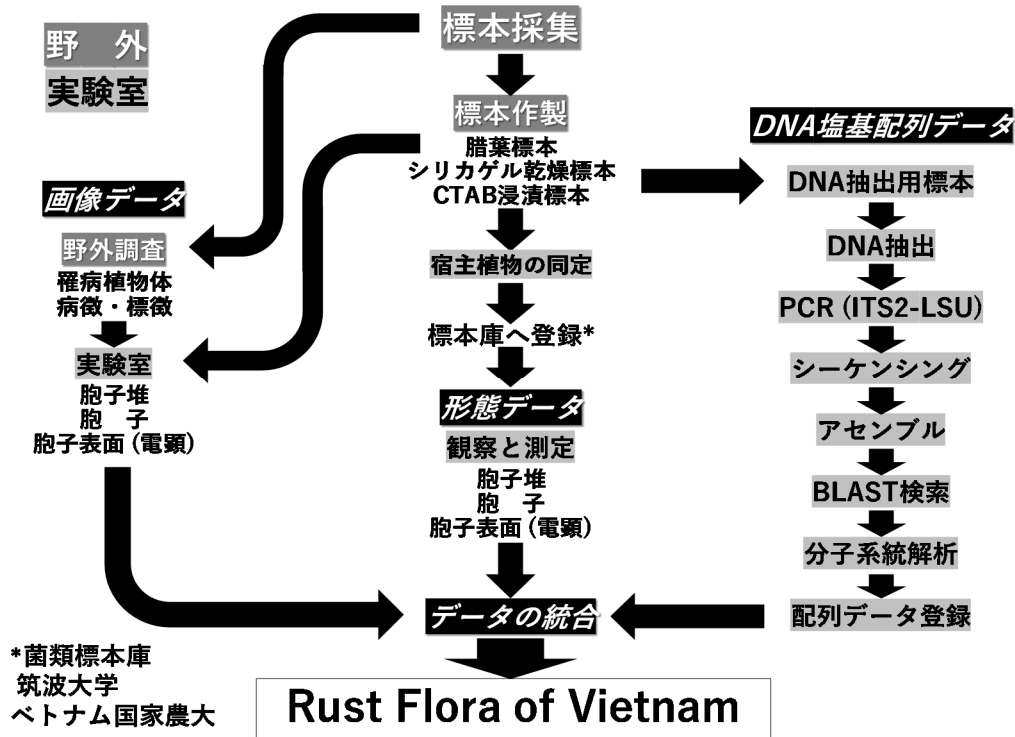 野　外
実験室
標本採集
標本作製
腊葉標本
シリカゲル乾燥標本
CTAB浸漬標本
宿主植物の同定
標本庫へ登録*
形態データ
観察と測定
胞子堆
胞　子
胞子表面 (電顕)
画像データ
野外調査
罹病植物体
病徴・標徴
実験室
胞子堆
胞　子
胞子表面 (電顕)
DNA塩基配列データ
DNA抽出用標本
DNA抽出
PCR (ITS2-LSU)
シーケンシング
アセンブル
BLAST検索
分子系統解析
配列データ登録
データの統合
Rust Flora of Vietnam
*菌類標本庫
筑波大学
ベトナム国家農大